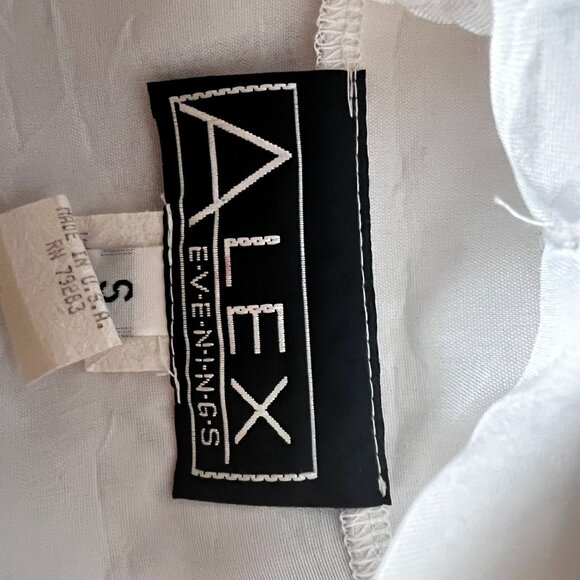 ALEX
E·V·E·N·I·N·G·S
S
MADE IN U.S.A.
RN 79283